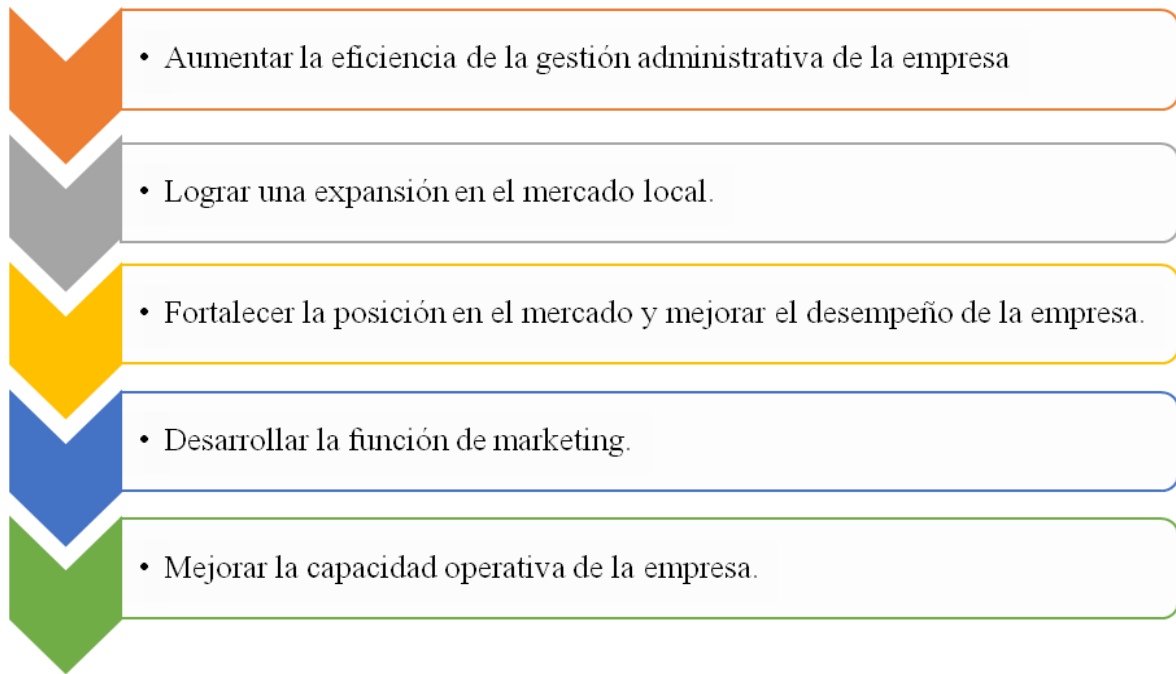 • Aumentar la eficiencia de la gestión administrativa de la empresa
• Lograr una expansión en el mercado local.
• Fortalecer la posición en el mercado y mejorar el desempeño de la empresa.
• Desarrollar la función de marketing.
• Mejorar la capacidad operativa de la empresa.